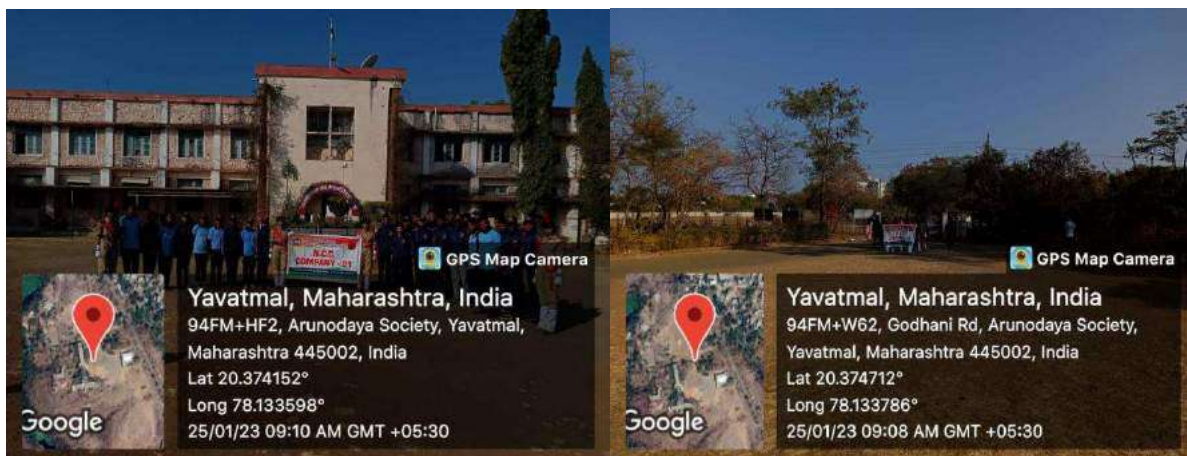 N.C.C.
COMPANY - 01
GPS Map Camera
Yavatmal, Maharashtra, India
94FM+HF2, Arunodaya Society, Yavatmal,
Maharashtra 445002, India
Lat 20.374152°
Long 78.133598°
25/01/23 09:10 AM GMT +05:30
Google
GPS Map Camera
Yavatmal, Maharashtra, India
94FM+W62, Godhani Rd, Arunodaya Society,
Yavatmal, Maharashtra 445002, India
Lat 20.374712°
Long 78.133786°
25/01/23 09:08 AM GMT +05:30
Google